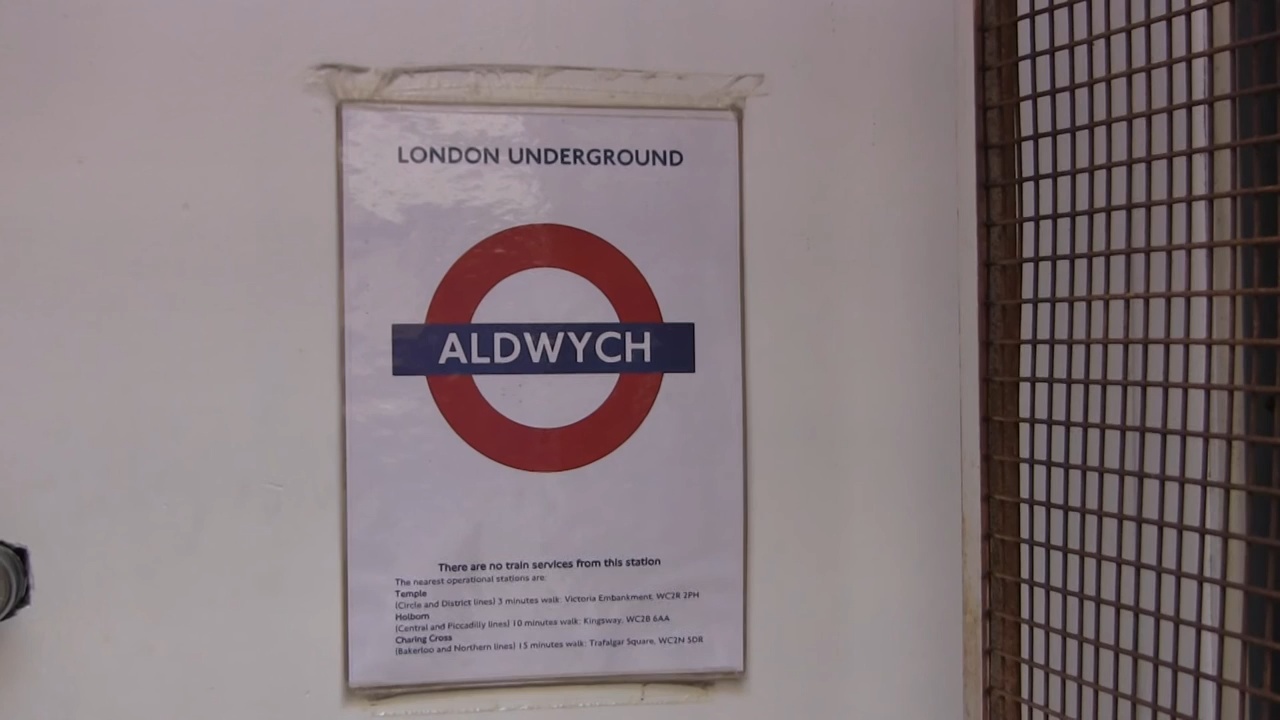 LONDON UNDERGROUND
ALDWYCH
There are no train services from this station
The nearest operational stations are:
Temple
(Circle and District lines) 3 minutes walk: Victoria Embankment, WC2R 2PH
Holborn
(Central and Piccadilly lines) 10 minutes walk: Kingsway, WC2B 6AA
Charing Cross
(Bakerloo and Northern lines) 15 minutes walk: Trafalgar Square, WC2N 5DR